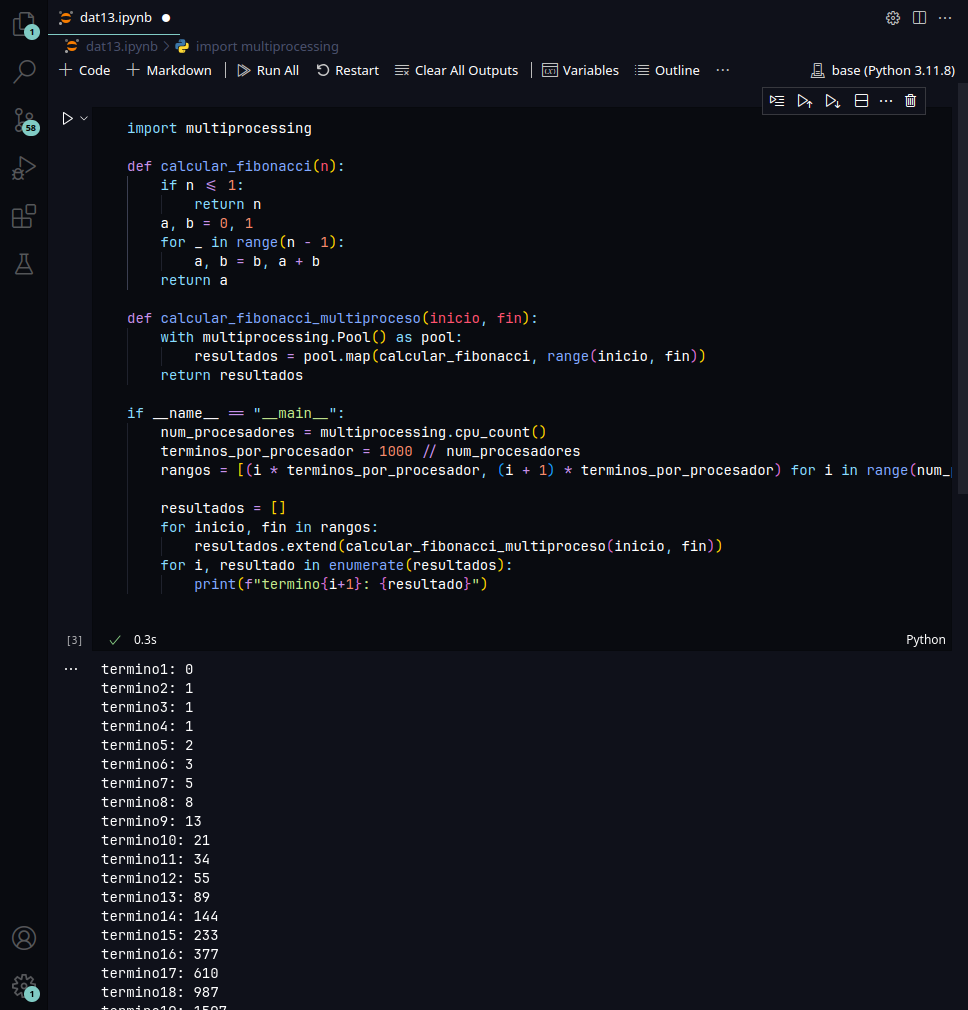 dat13.ipynb
dat13.ipynb > import multiprocessing
+ Code + Markdown | Run All Restart Clear All Outputs | Variables Outline ... base (Python 3.11.8)
1
58
import multiprocessing
def calcular_fibonacci(n):
    if n <= 1:
        return n
    a, b = 0, 1
    for _ in range(n - 1):
        a, b = b, a + b
    return a
def calcular_fibonacci_multiproceso(inicio, fin):
    with multiprocessing.Pool() as pool:
        resultados = pool.map(calcular_fibonacci, range(inicio, fin))
    return resultados
if __name__ == "__main__":
    num_procesadores = multiprocessing.cpu_count()
    terminos_por_procesador = 1000 // num_procesadores
    rangos = [(i * terminos_por_procesador, (i + 1) * terminos_por_procesador) for i in range(num_
    resultados = []
    for inicio, fin in rangos:
        resultados.extend(calcular_fibonacci_multiproceso(inicio, fin))
    for i, resultado in enumerate(resultados):
        print(f"termino{i+1}: {resultado}")
[3] 0.3s Python
... termino1: 0
termino2: 1
termino3: 1
termino4: 1
termino5: 2
termino6: 3
termino7: 5
termino8: 8
termino9: 13
termino10: 21
termino11: 34
termino12: 55
termino13: 89
termino14: 144
termino15: 233
termino16: 377
termino17: 610
termino18: 987
1